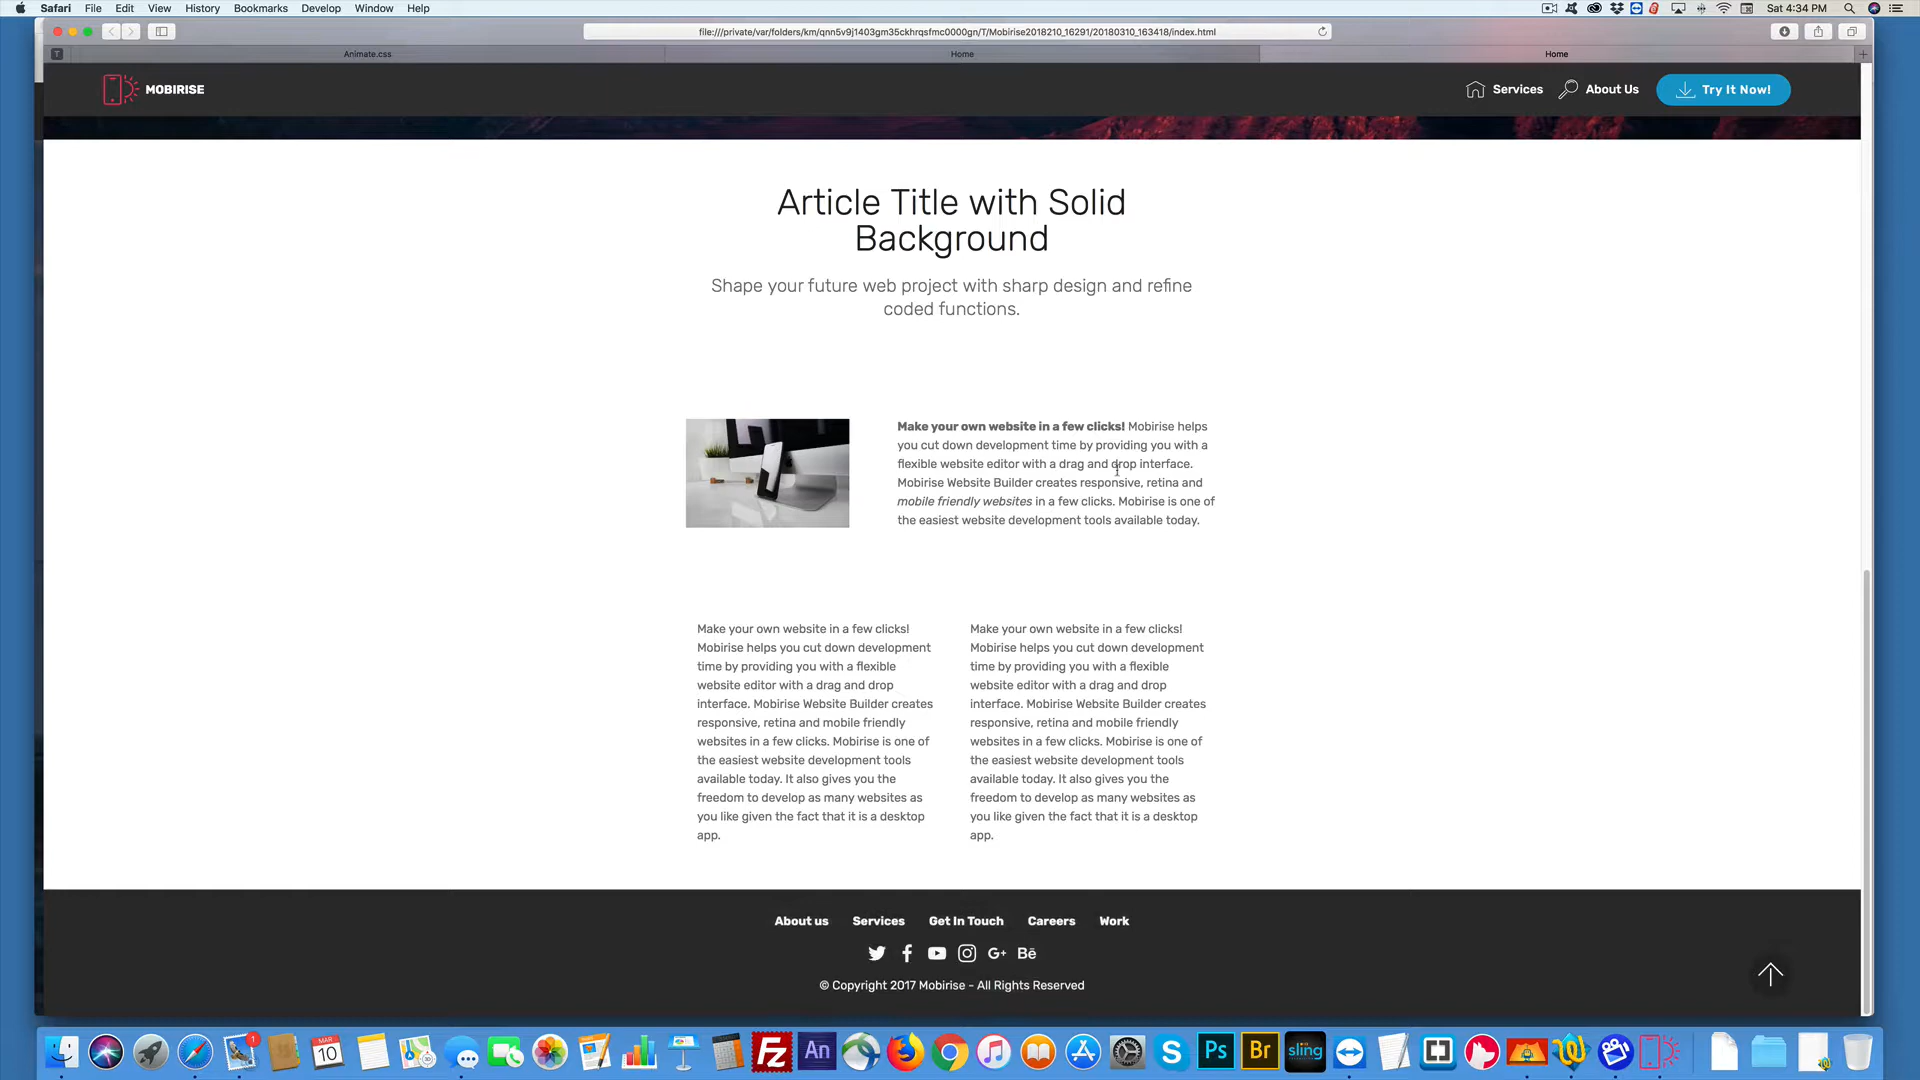 Safari File Edit View History Bookmarks Develop Window Help
Sat 4:34 PM
file:///private/var/folders/km/qnn5v9j1403gm35ckhrqsfmc0000gn/T/Mobirise2018210_16291/20180310_163418/index.html
T Animate.css Home Home
MOBIRISE Services About Us Try It Now!
Article Title with Solid
Background
Shape your future web project with sharp design and refine
coded functions.
Make your own website in a few clicks! Mobirise helps
you cut down development time by providing you with a
flexible website editor with a drag and drop interface.
Mobirise Website Builder creates responsive, retina and
mobile friendly websites in a few clicks. Mobirise is one of
the easiest website development tools available today.
Make your own website in a few clicks!
Mobirise helps you cut down development
time by providing you with a flexible
website editor with a drag and drop
interface. Mobirise Website Builder creates
responsive, retina and mobile friendly
websites in a few clicks. Mobirise is one of
the easiest website development tools
available today. It also gives you the
freedom to develop as many websites as
you like given the fact that it is a desktop
app.
Make your own website in a few clicks!
Mobirise helps you cut down development
time by providing you with a flexible
website editor with a drag and drop
interface. Mobirise Website Builder creates
responsive, retina and mobile friendly
websites in a few clicks. Mobirise is one of
the easiest website development tools
available today. It also gives you the
freedom to develop as many websites as
you like given the fact that it is a desktop
app.
About us Services Get In Touch Careers Work
G+ Bē
© Copyright 2017 Mobirise - All Rights Reserved
1 MAR 10 3D Fz An S Ps Br sling